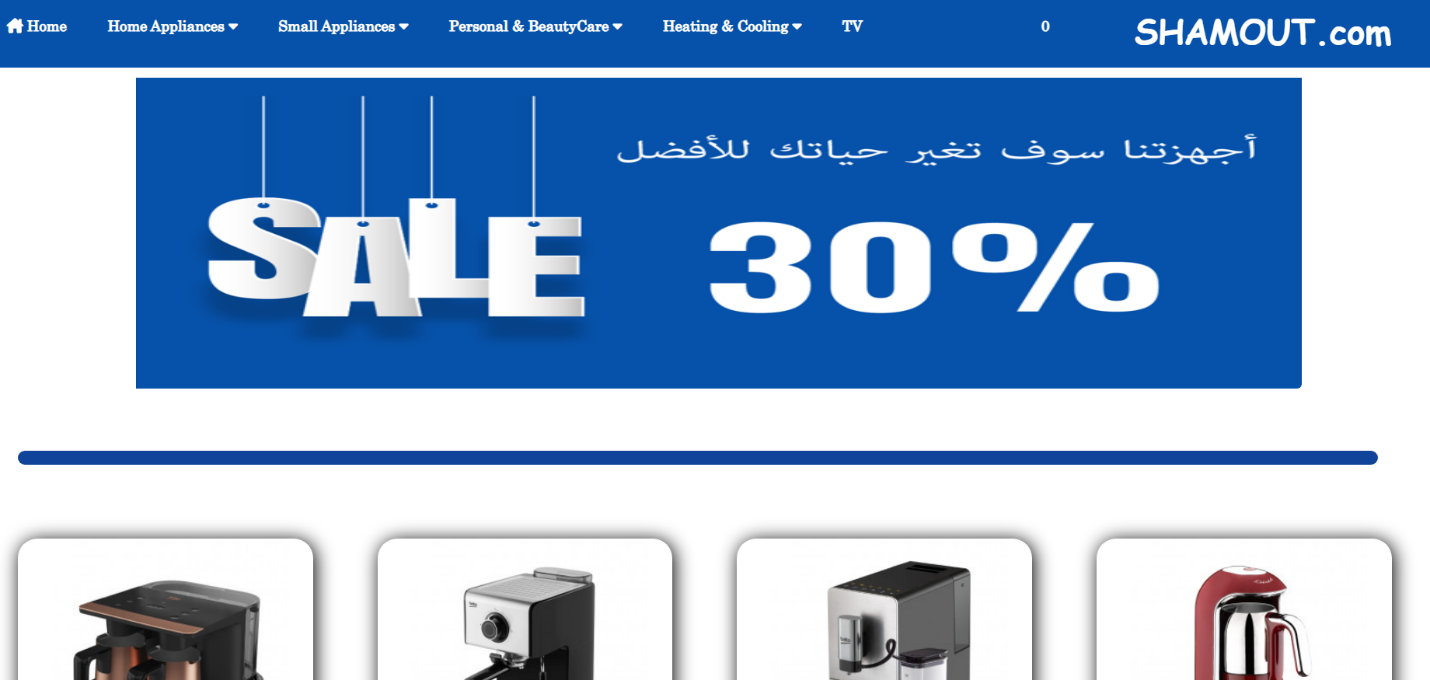 Home
Home Appliances
Small Appliances
Personal & BeautyCare
Heating & Cooling
TV
0
SHAMOUT.com
أجهزتنا سوف تغير حياتك للأفضل
SALE
30%
beko